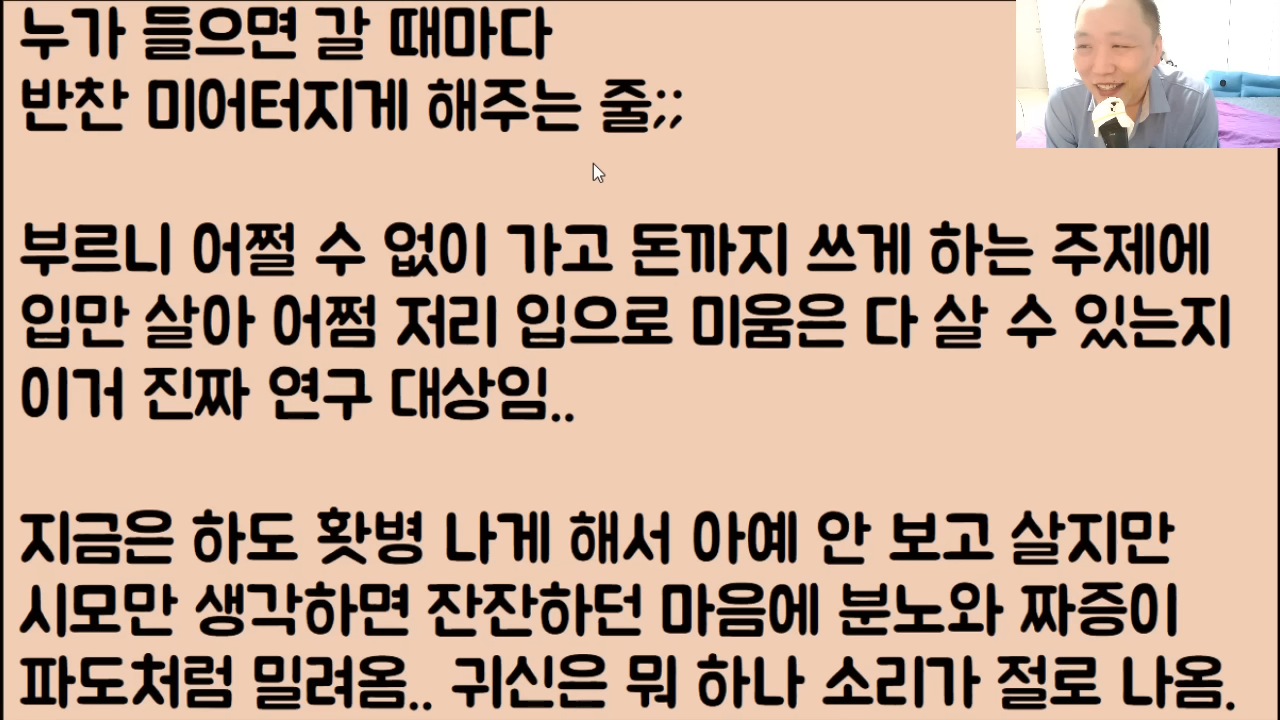 누가 들으면 갈 때마다
반찬 미어터지게 해주는 줄;;
부르니 어쩔 수 없이 가고 돈까지 쓰게 하는 주제에
입만 살아 어쩜 저리 입으로 미움은 다 살 수 있는지
이거 진짜 연구 대상임..
지금은 하도 홧병 나게 해서 아예 안 보고 살지만
시모만 생각하면 잔잔하던 마음에 분노와 짜증이
파도처럼 밀려옴.. 귀신은 뭐 하나 소리가 절로 나옴.